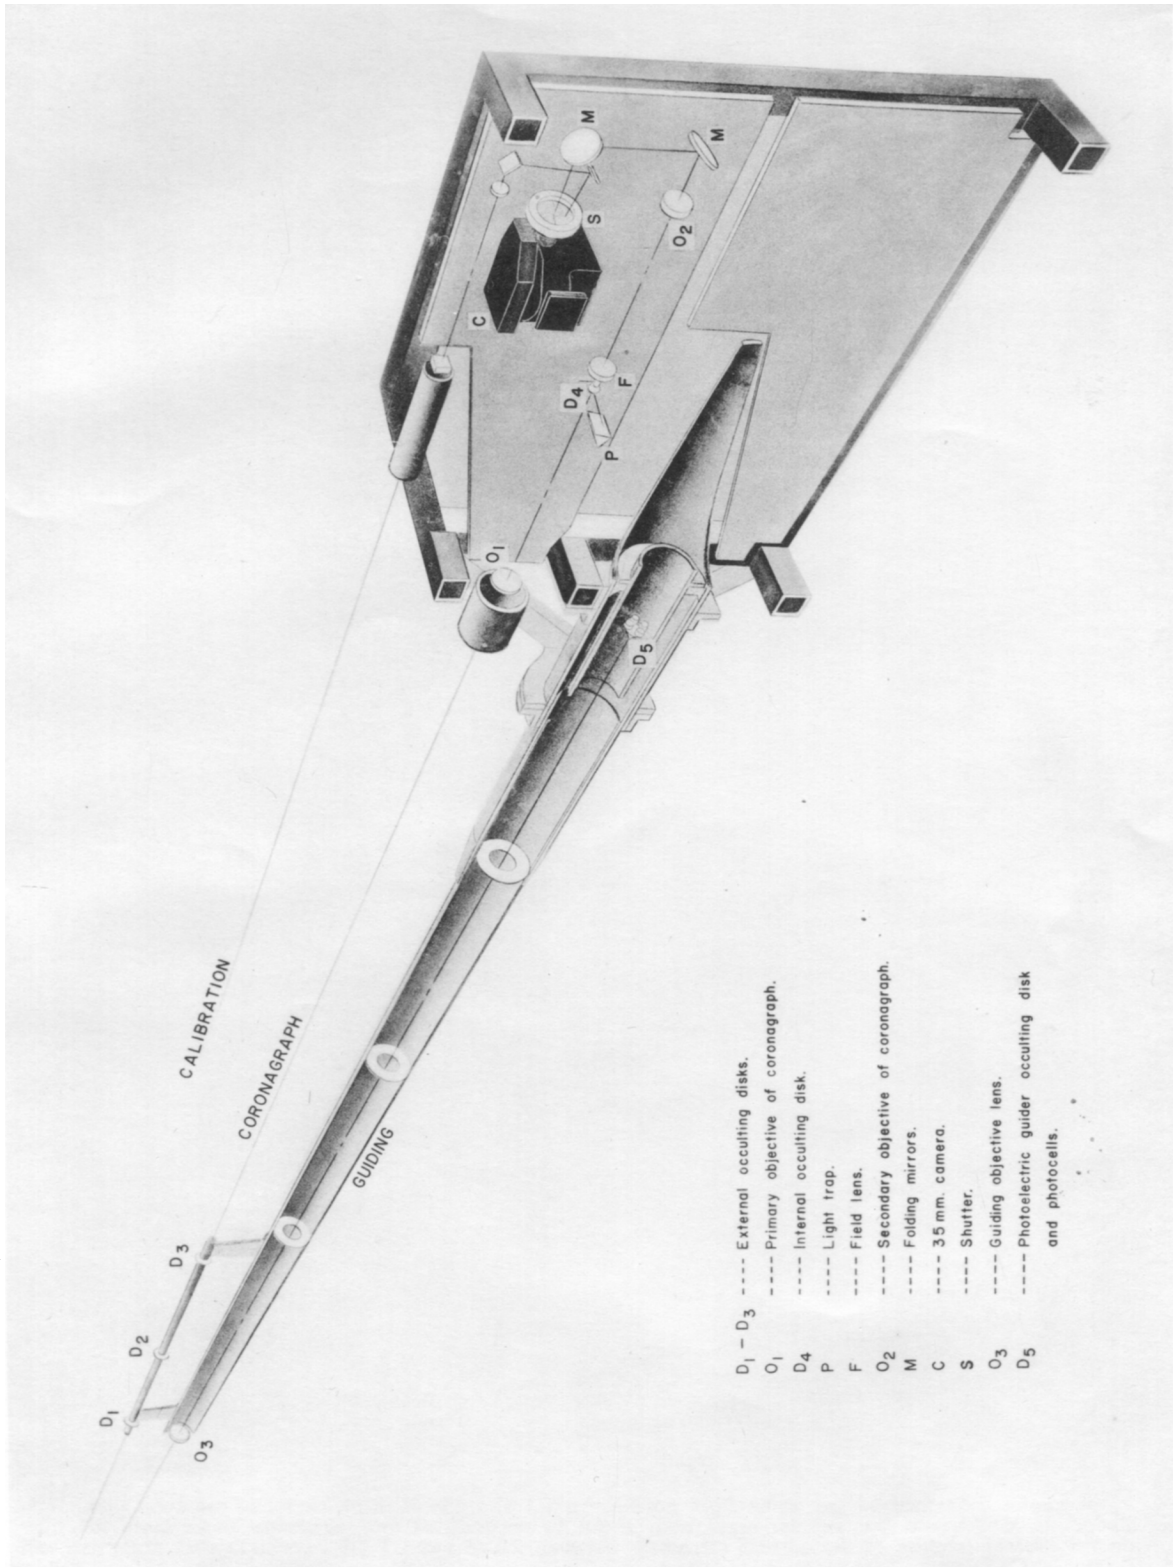 CALIBRATION
CORONAGRAPH
GUIDING
D1
D2
D3
O3
D5
O1
P
D4
F
C
S
O2
M
M
D1 – D3 ---- External occulting disks.
O1 ---- Primary objective of coronagraph.
D4 ---- Internal occulting disk.
P ---- Light trap.
F ---- Field lens.
O2 ---- Secondary objective of coronagraph.
M ---- Folding mirrors.
C ---- 35mm. camera.
S ---- Shutter.
O3 ---- Guiding objective lens.
D5 ---- Photoelectric guider occulting disk
and photocells.